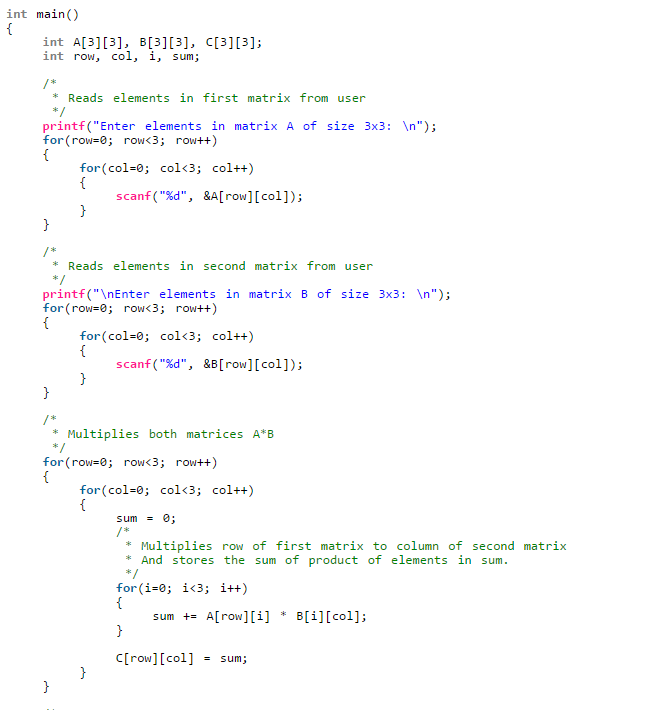 int main()
{
int A[3][3], B[3][3], C[3][3];
int row, col, i, sum;
/*
* Reads elements in first matrix from user
*/
printf("Enter elements in matrix A of size 3x3: \n");
for(row=0; row<3; row++)
{
for(col=0; col<3; col++)
{
scanf("%d", &A[row][col]);
}
}
/*
* Reads elements in second matrix from user
*/
printf("\nEnter elements in matrix B of size 3x3: \n");
for(row=0; row<3; row++)
{
for(col=0; col<3; col++)
{
scanf("%d", &B[row][col]);
}
}
/*
* Multiplies both matrices A*B
*/
for(row=0; row<3; row++)
{
for(col=0; col<3; col++)
{
sum = 0;
/*
* Multiplies row of first matrix to column of second matrix
* And stores the sum of product of elements in sum.
*/
for(i=0; i<3; i++)
{
sum += A[row][i] * B[i][col];
}
C[row][col] = sum;
}
}